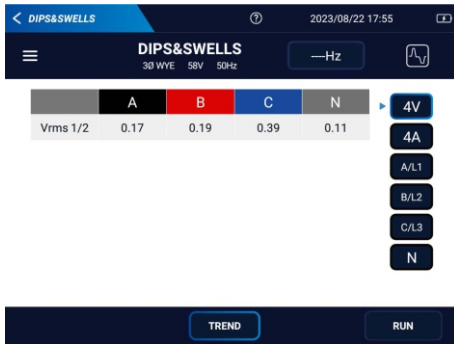 DIPS&SWELLS ? 2023/08/22 17:55
DIPS&SWELLS
3Ø WYE 58V 50Hz
----Hz
A B C N
Vrms 1/2 0.17 0.19 0.39 0.11
4V
4A
A/L1
B/L2
C/L3
N
TREND RUN